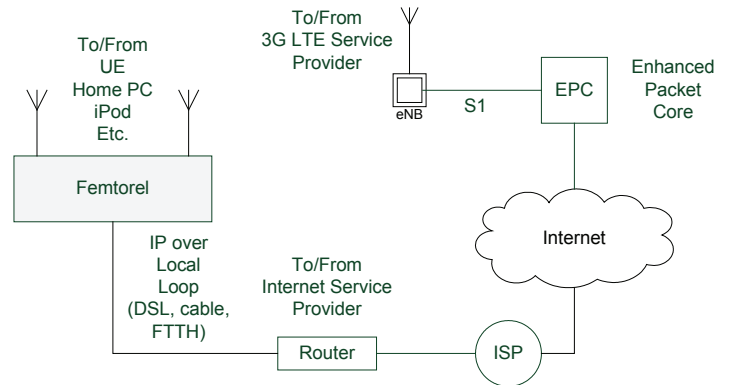 To/From
UE
Home PC
iPod
Etc.
Femtorel
To/From
3G LTE Service
Provider
eNB
S1
EPC
Enhanced
Packet
Core
Internet
IP over
Local
Loop
(DSL, cable,
FTTH)
To/From
Internet Service
Provider
Router
ISP